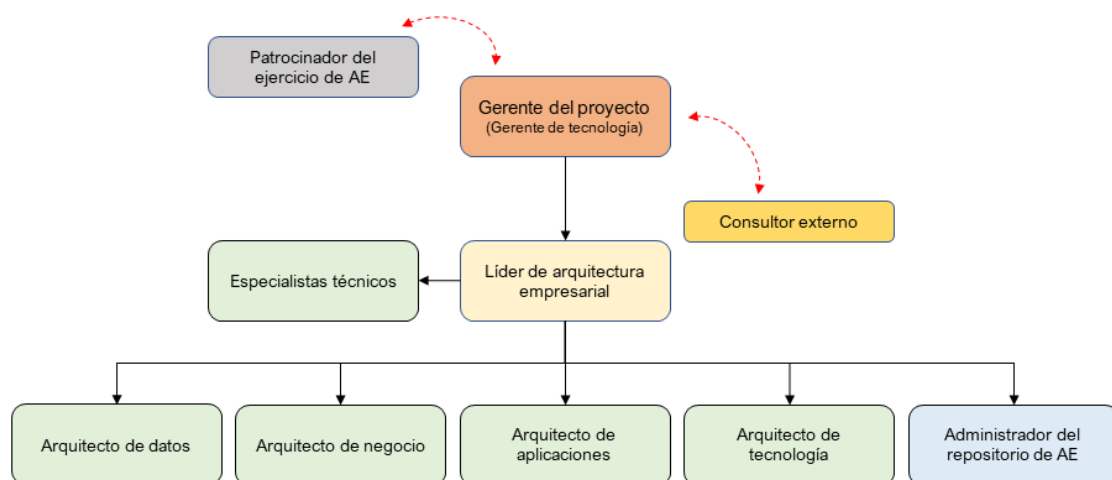 Patrocinador del
ejercicio de AE
Gerente del proyecto
(Gerente de tecnología)
Consultor externo
Especialistas técnicos
Líder de arquitectura
empresarial
Arquitecto de datos
Arquitecto de negocio
Arquitecto de
aplicaciones
Arquitecto de
tecnología
Administrador del
repositorio de AE